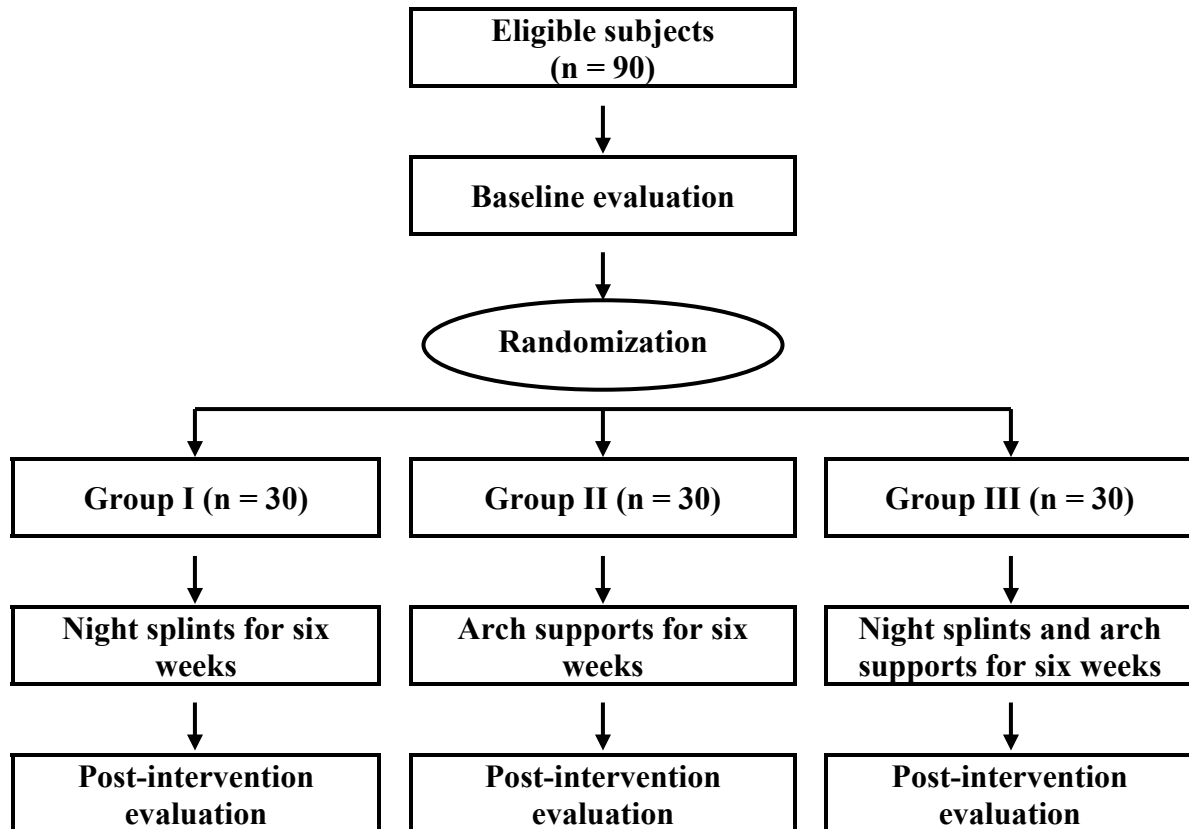 Eligible subjects
(n = 90)
Baseline evaluation
Randomization
Group I (n = 30)
Group II (n = 30)
Group III (n = 30)
Night splints for six
weeks
Arch supports for six
weeks
Night splints and arch
supports for six weeks
Post-intervention
evaluation
Post-intervention
evaluation
Post-intervention
evaluation